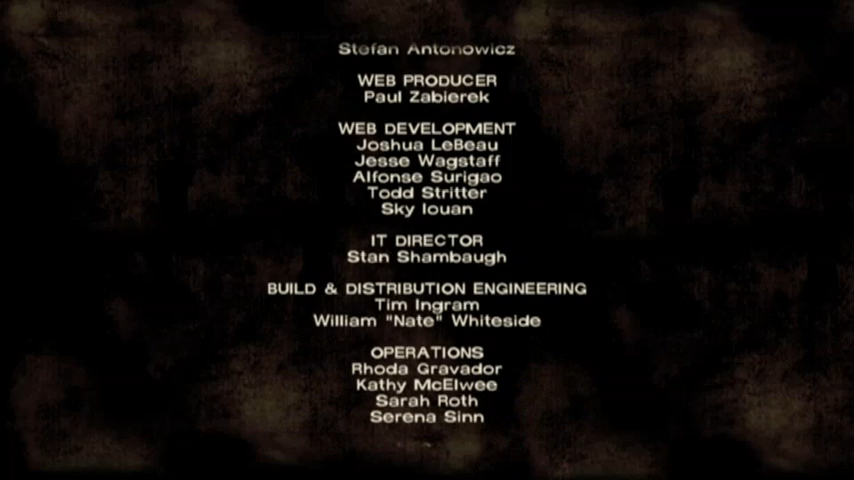 Stefan Antonowicz
WEB PRODUCER
Paul Zabierek
WEB DEVELOPMENT
Joshua LeBeau
Jesse Wagstaff
Alfonse Surigao
Todd Stritter
Sky Iouan
IT DIRECTOR
Stan Shambaugh
BUILD & DISTRIBUTION ENGINEERING
Tim Ingram
William "Nate" Whiteside
OPERATIONS
Rhoda Gravador
Kathy McElwee
Sarah Roth
Serena Sinn